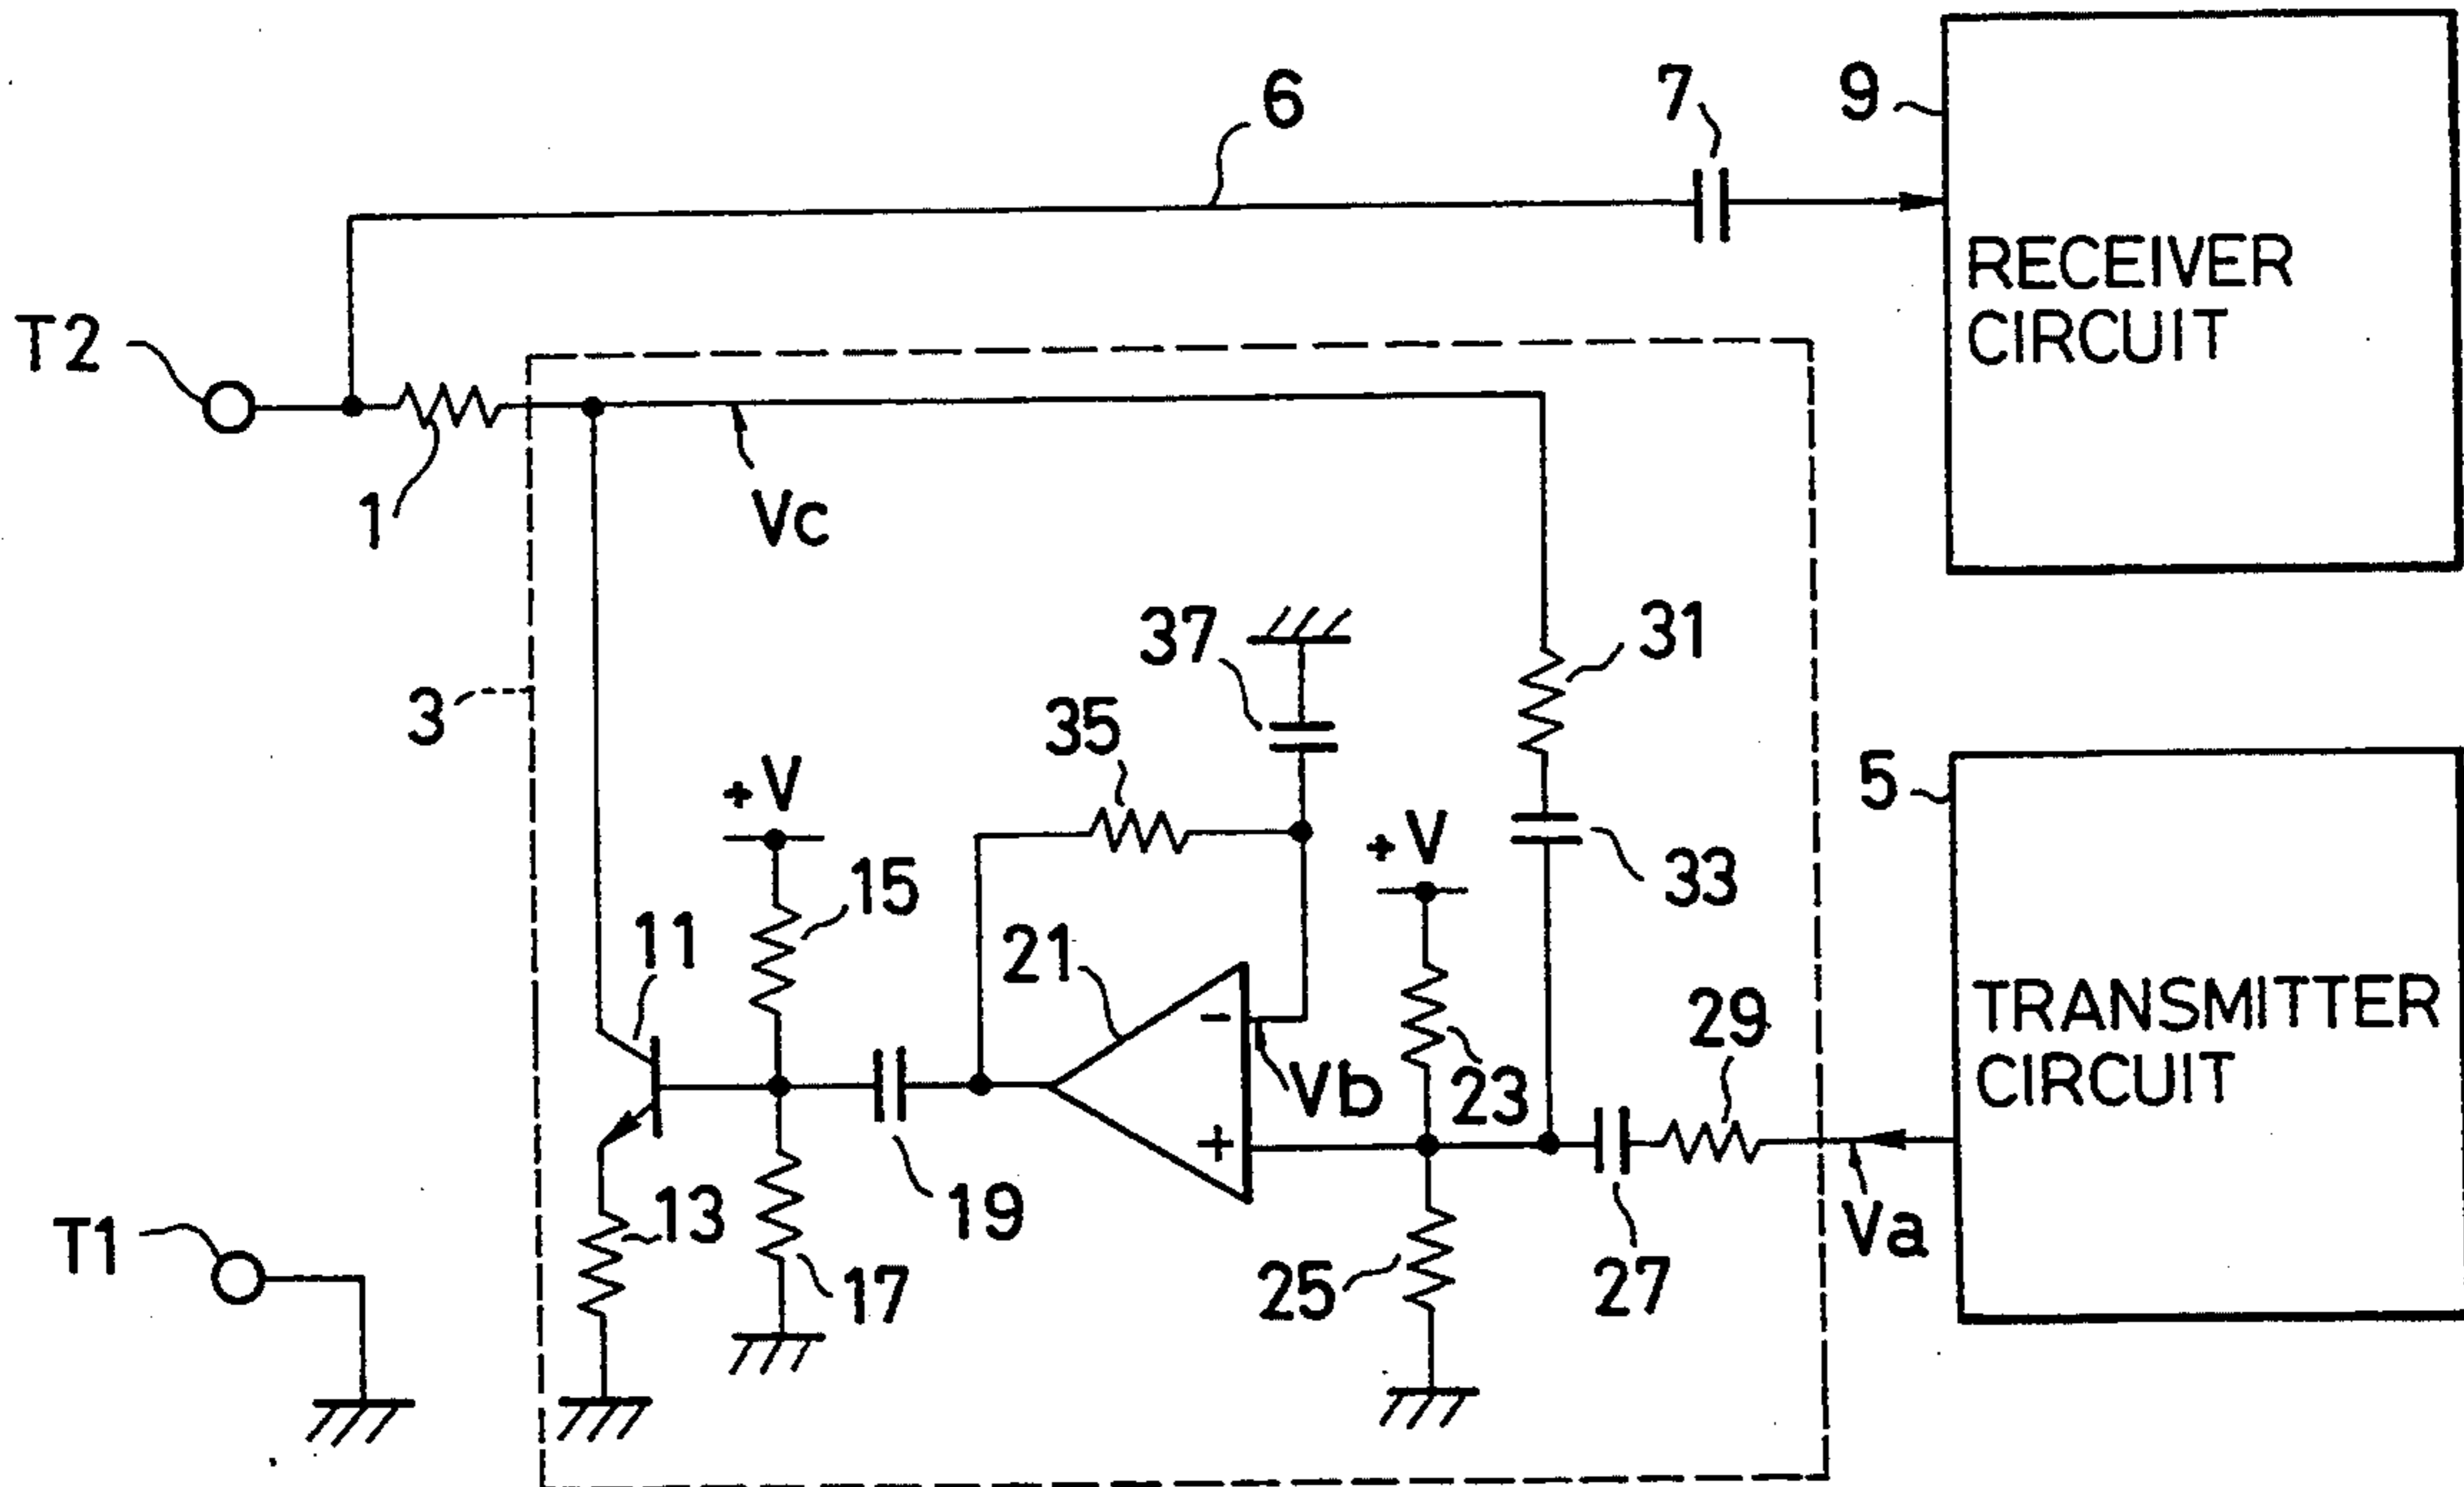 6
7
9
RECEIVER
CIRCUIT
T2
1
Vc
3
37
31
35
+V
+V
5
33
15
11
21
-
Vb
23
29
TRANSMITTER
CIRCUIT
+
T1
13
17
19
25
27
Va